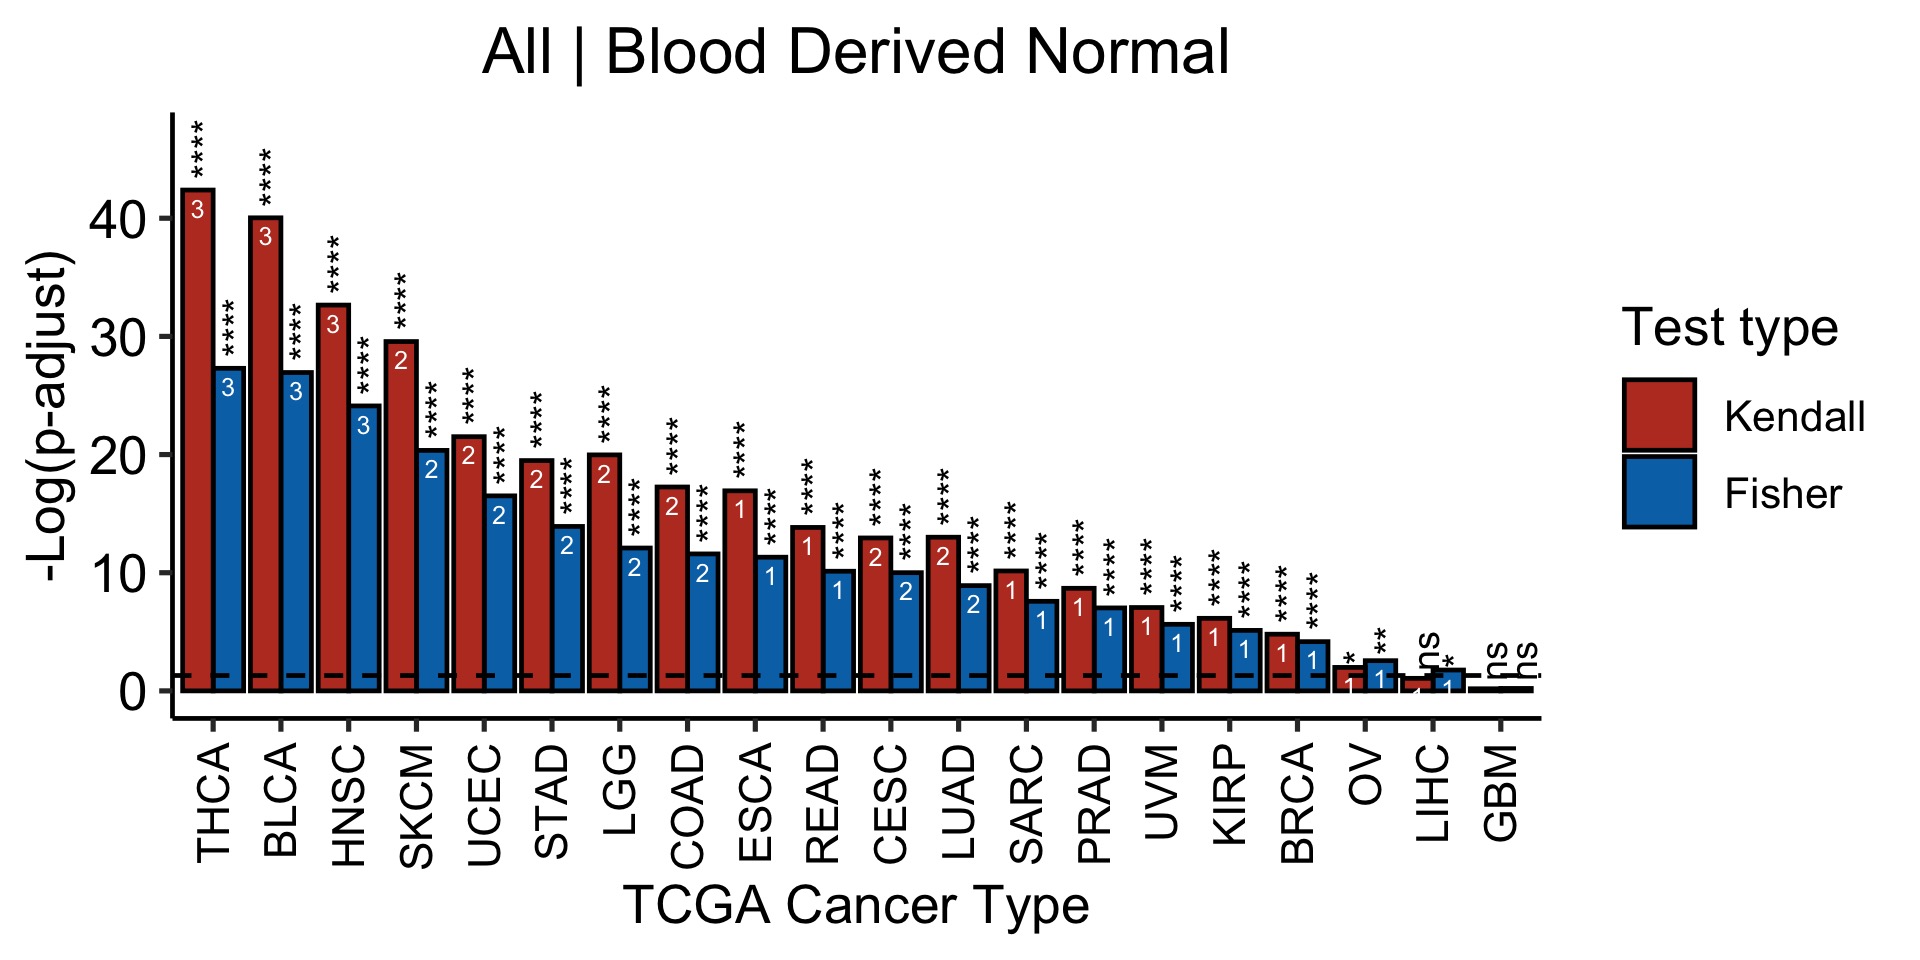 All | Blood Derived Normal
-Log(p-adjust)
40
30
20
10
0
**** **** **** **** **** **** **** **** **** **** **** **** **** **** **** **** **** **** **** **** **** **** **** **** **** **** **** **** **** **** **** **** **** **** * ** ns * ns ns
3 3 3 3 3 3 2 2 2 2 2 2 2 2 2 2 1 1 1 1 2 2 2 2 1 1 1 1 1 1 1 1 1 1 1 1 1 1
THCA BLCA HNSC SKCM UCEC STAD LGG COAD ESCA READ CESC LUAD SARC PRAD UVM KIRP BRCA OV LIHC GBM
TCGA Cancer Type
Test type
Kendall
Fisher